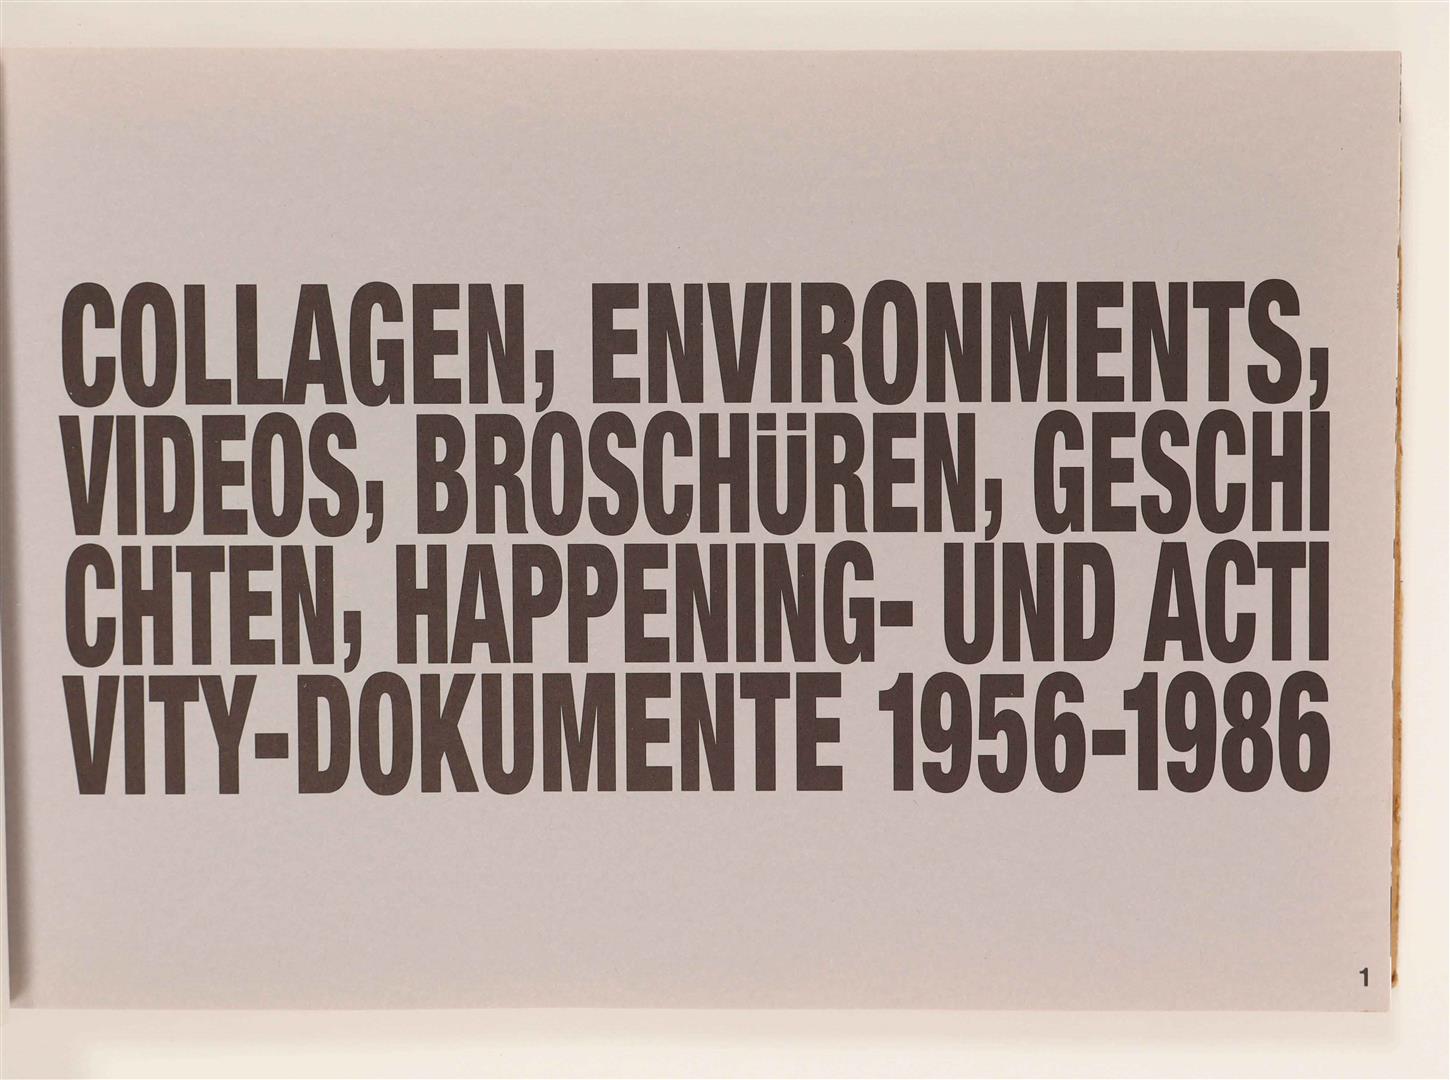 COLLAGEN, ENVIRONMENTS,
VIDEOS, BROSCHÜREN, GESCHI
CHTEN, HAPPENING- UND ACTI
VITY-DOKUMENTE 1956-1986
1